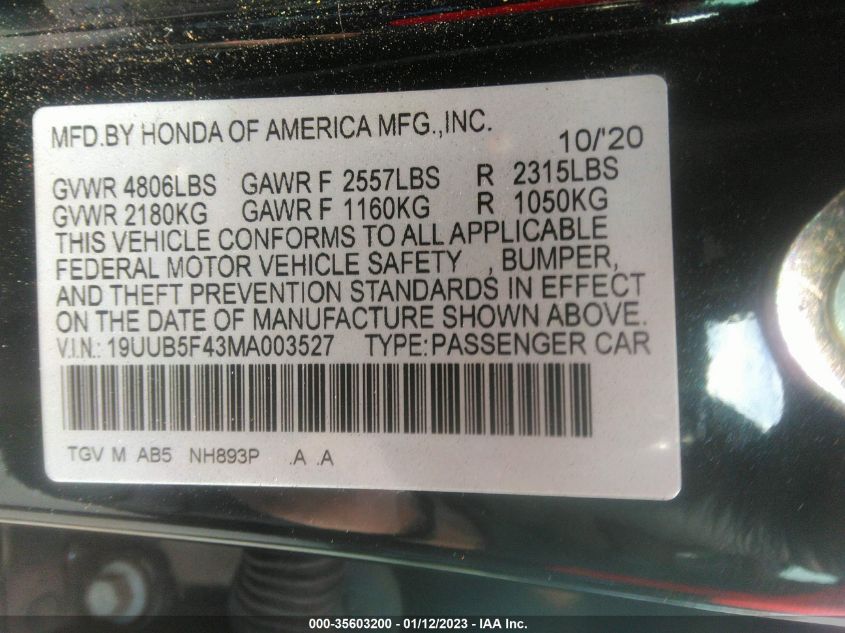 MFD.BY HONDA OF AMERICA MFG.,INC.
10/'20
GVWR 4806LBS GAWR F 2557LBS R 2315LBS
GVWR 2180KG GAWR F 1160KG R 1050KG
THIS VEHICLE CONFORMS TO ALL APPLICABLE
FEDERAL MOTOR VEHICLE SAFETY , BUMPER,
AND THEFT PREVENTION STANDARDS IN EFFECT
ON THE DATE OF MANUFACTURE SHOWN ABOVE.
V.I.N.: 19UUB5F43MA003527 TYPE: PASSENGER CAR
TGV M AB5 NH893P .A .A
000-35603200 - 01/12/2023 - IAA Inc.